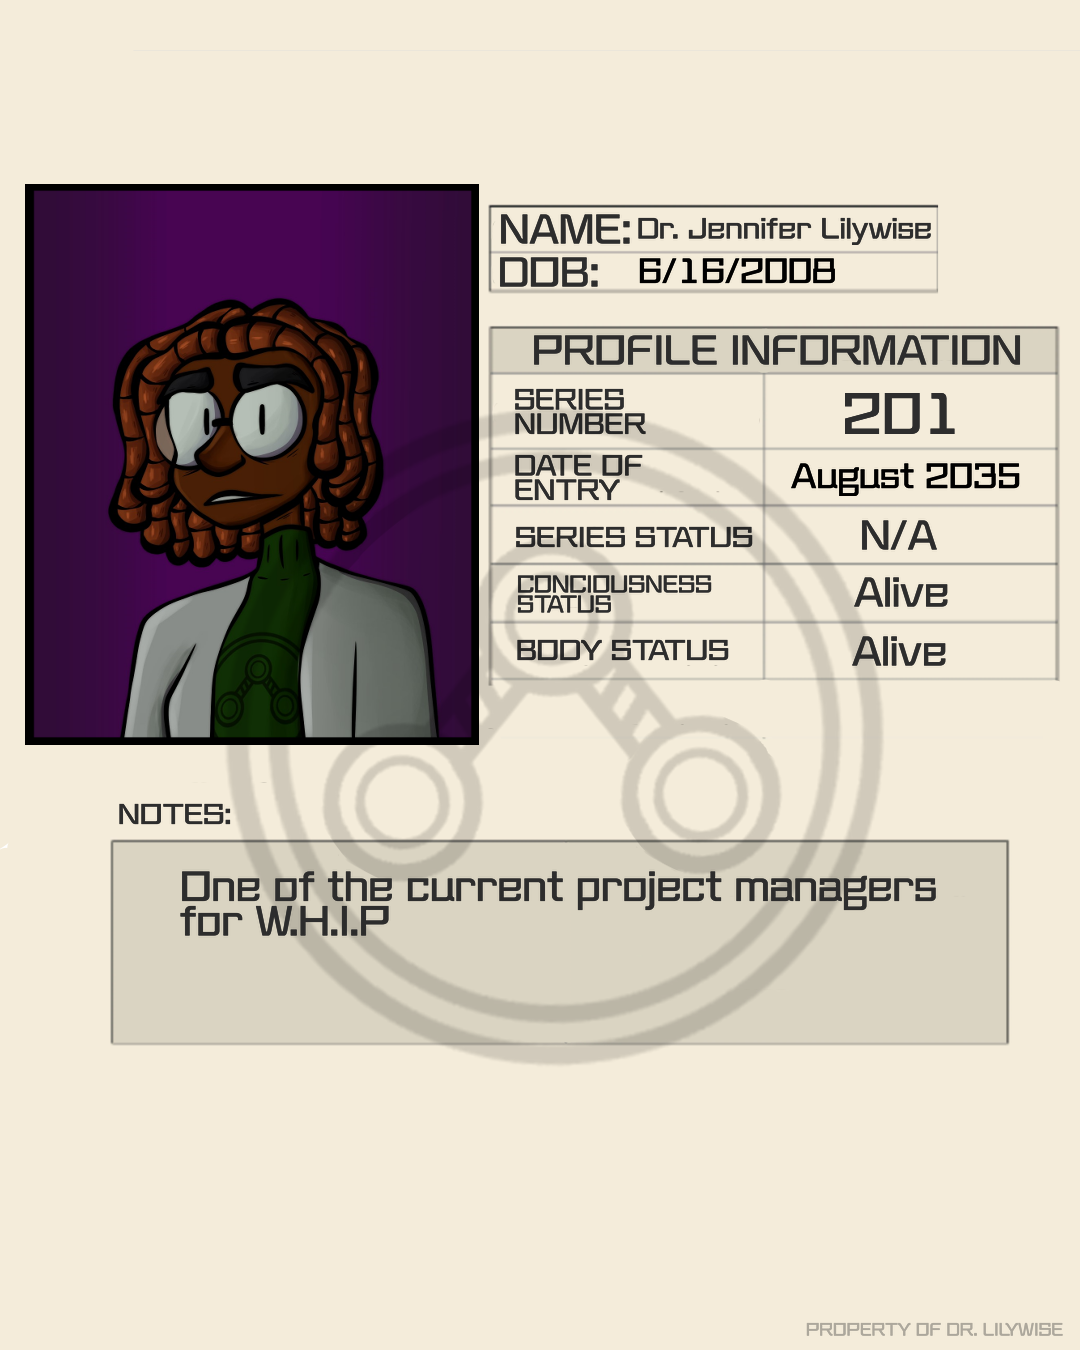 NAME: Dr. Jennifer Lilywise
DOB: 6/16/2008
PROFILE INFORMATION
SERIES
NUMBER
201
DATE OF
ENTRY
August 2035
SERIES STATUS
N/A
CONCIOUSNESS
STATUS
Alive
BODY STATUS
Alive
NOTES:
One of the current project managers
for W.H.I.P
PROPERTY OF DR. LILYWISE